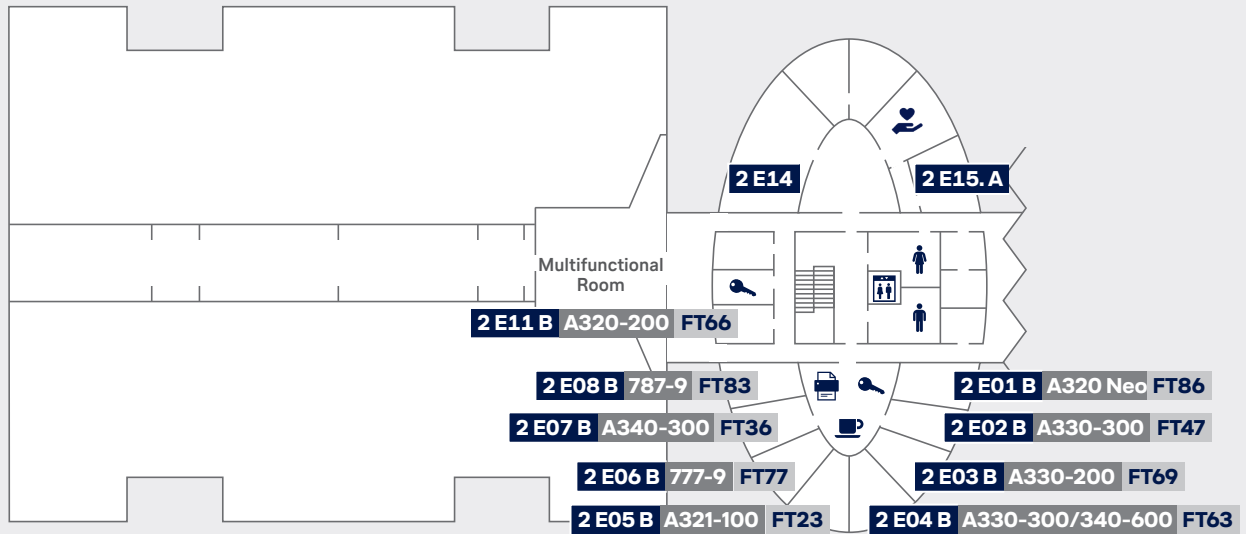 2 E14
2 E15. A
Multifunctional
Room
2 E11 B A320-200 FT66
2 E08 B 787-9 FT83
2 E01 B A320 Neo FT86
2 E07 B A340-300 FT36
2 E02 B A330-300 FT47
2 E06 B 777-9 FT77
2 E03 B A330-200 FT69
2 E05 B A321-100 FT23
2 E04 B A330-300/340-600 FT63